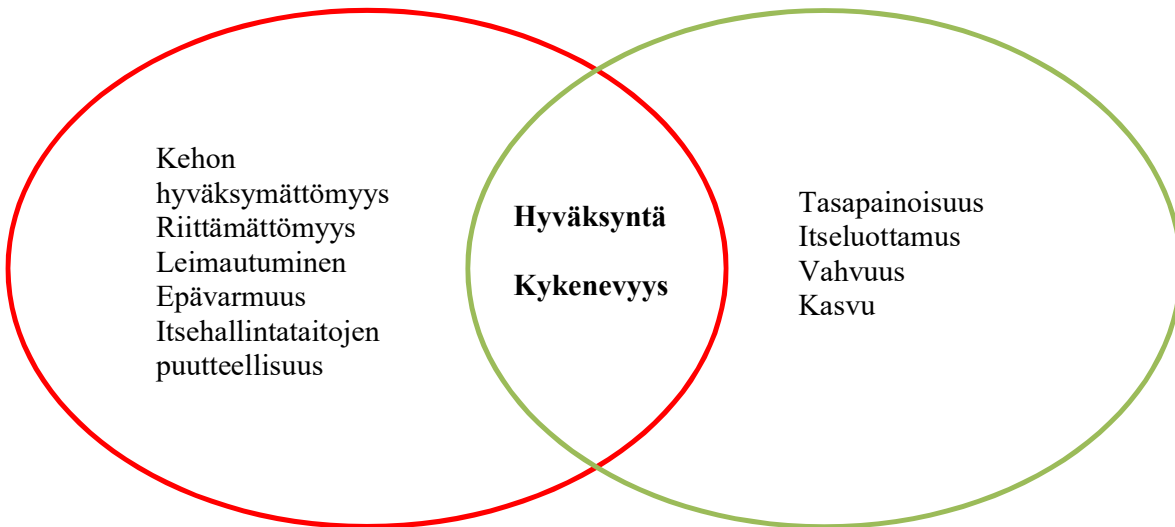 Kehon
hyväksymättömyys
Riittämättömyys
Leimautuminen
Epävarmuus
Itsehallintataitojen
puutteellisuus
Hyväksyntä
Kykenevyys
Tasapainoisuus
Itseluottamus
Vahvuus
Kasvu